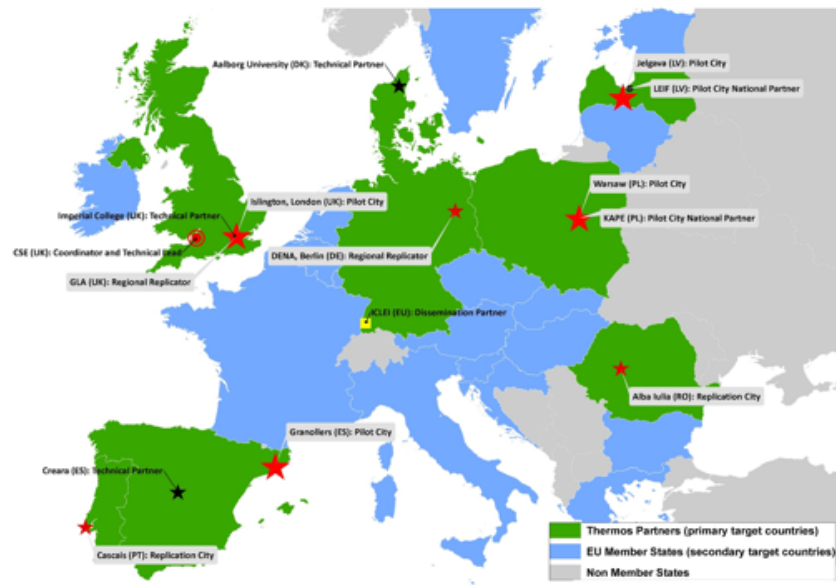 Aalborg University (DK): Technical Partner
Jelgava (LV): Pilot City
LEIF (LV): Pilot City National Partner
Warsaw (PL): Pilot City
Islington, London (UK): Pilot City
Imperial College (UK): Technical Partner
KAPE (PL): Pilot City National Partner
CSE (UK): Coordinator and Technical Lead
DENA, Berlin (DE): Regional Replicator
GLA (UK): Regional Replicator
ICLEI (EU): Dissemination Partner
Alba Iulia (RO): Replication City
Granollers (ES): Pilot City
Creara (ES): Technical Partner
Cascais (PT): Replication City
Thermos Partners (primary target countries)
EU Member States (secondary target countries)
Non Member States